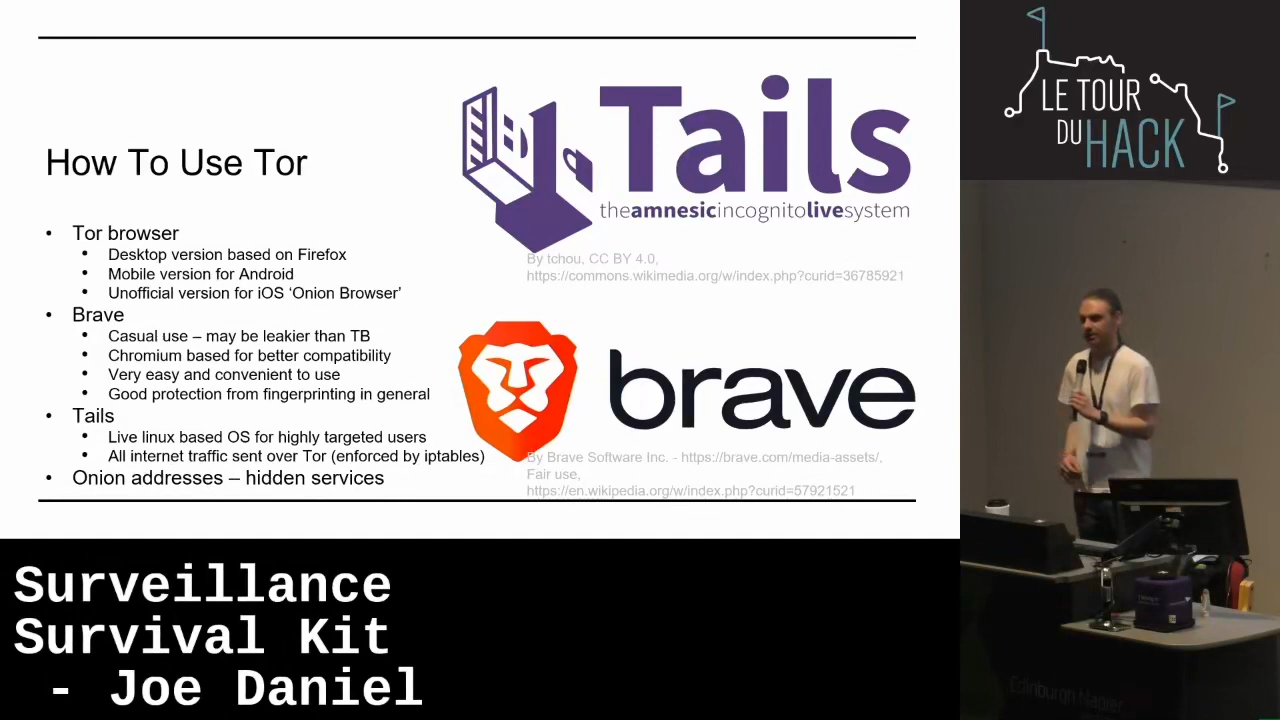 How To Use Tor
• Tor browser
• Desktop version based on Firefox
• Mobile version for Android
• Unofficial version for iOS ‘Onion Browser’
• Brave
• Casual use – may be leakier than TB
• Chromium based for better compatibility
• Very easy and convenient to use
• Good protection from fingerprinting in general
• Tails
• Live linux based OS for highly targeted users
• All internet traffic sent over Tor (enforced by iptables)
• Onion addresses – hidden services
Tails
theamnesicincognitolivesystem
By tchou, CC BY 4.0,
https://commons.wikimedia.org/w/index.php?curid=36785921
brave
By Brave Software Inc. - https://brave.com/media-assets/,
Fair use,
https://en.wikipedia.org/w/index.php?curid=57921521
LE TOUR
DU HACK
Edinburgh Napier
Surveillance
Survival Kit
- Joe Daniel